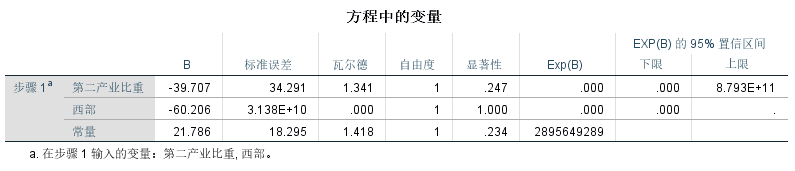 方程中的变量
EXP(B) 的 95% 置信区间
B 标准误差 瓦尔德 自由度 显著性 Exp(B) 下限 上限
步骤 1a 第二产业比重 -39.707 34.291 1.341 1 .247 .000 .000 8.793E+11
西部 -60.206 3.138E+10 .000 1 1.000 .000 .000 .
常量 21.786 18.295 1.418 1 .234 2895649289
a. 在步骤 1 输入的变量：第二产业比重, 西部。